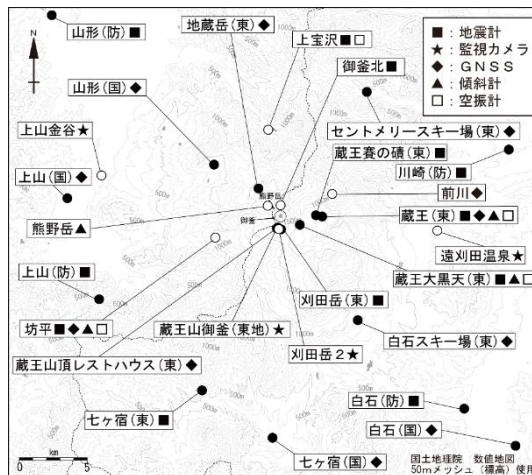 山形(防)■
地蔵岳(東)◆
上宝沢■□
御釜北■
■：地震計
★：監視カメラ
◆：GNSS
▲：傾斜計
□：空振計
山形(国)◆
セントメリースキー場(東)◆
上山金谷★
蔵王賽の磧(東)■
川崎(防)■
上山(国)◆
前川◆
熊野岳
熊野岳▲
御釜
蔵王(東)■◆▲□
遠刈田温泉★
蔵王大黒天(東)■▲□
上山(防)■
刈田岳(東)■
坊平■◆▲□
蔵王山御釜(東地)★
白石スキー場(東)◆
蔵王山頂レストハウス(東)◆
刈田岳2★
七ヶ宿(東)■
白石(防)■
白石(国)◆
七ヶ宿(国)◆
km
0 5
国土地理院 数値地図
50mメッシュ(標高)使用